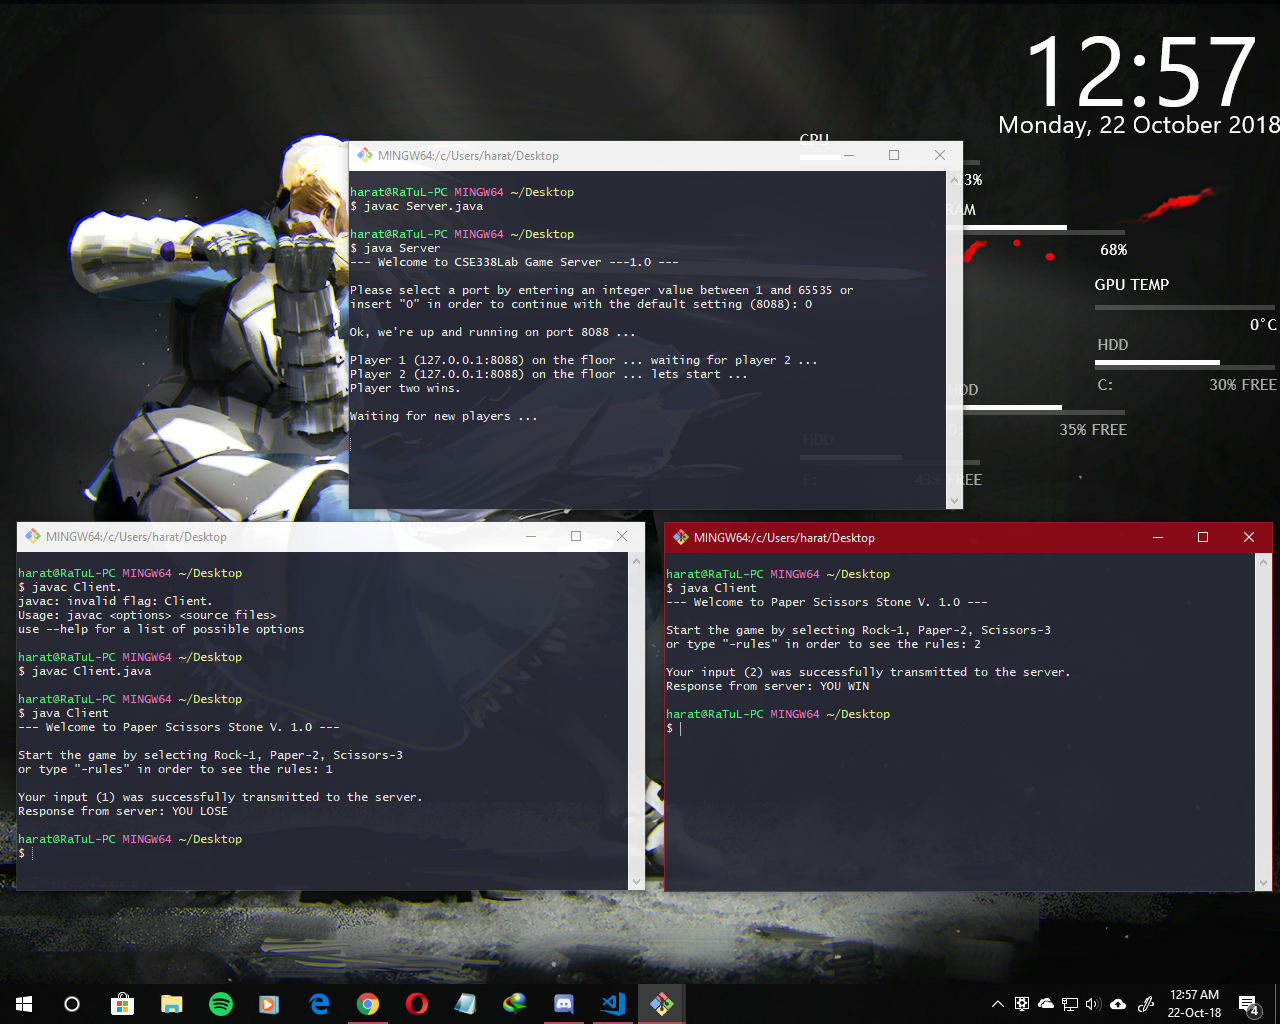 12:57
Monday, 22 October 2018
CPU
3%
RAM
68%
GPU TEMP
0°C
HDD
C: 30% FREE
HDD
D: 35% FREE
HDD
E: 43% FREE
MINGW64:/c/Users/harat/Desktop
harat@RaTuL-PC MINGW64 ~/Desktop
$ javac Server.java
harat@RaTuL-PC MINGW64 ~/Desktop
$ java Server
--- Welcome to CSE338Lab Game Server ---1.0 ---
Please select a port by entering an integer value between 1 and 65535 or
insert "0" in order to continue with the default setting (8088): 0
Ok, we're up and running on port 8088 ...
Player 1 (127.0.0.1:8088) on the floor ... waiting for player 2 ...
Player 2 (127.0.0.1:8088) on the floor ... lets start ...
Player two wins.
Waiting for new players ...
MINGW64:/c/Users/harat/Desktop
harat@RaTuL-PC MINGW64 ~/Desktop
$ javac Client.
javac: invalid flag: Client.
Usage: javac <options> <source files>
use --help for a list of possible options
harat@RaTuL-PC MINGW64 ~/Desktop
$ javac Client.java
harat@RaTuL-PC MINGW64 ~/Desktop
$ java Client
--- Welcome to Paper Scissors Stone V. 1.0 ---
Start the game by selecting Rock-1, Paper-2, Scissors-3
or type "-rules" in order to see the rules: 1
Your input (1) was successfully transmitted to the server.
Response from server: YOU LOSE
harat@RaTuL-PC MINGW64 ~/Desktop
$
MINGW64:/c/Users/harat/Desktop
harat@RaTuL-PC MINGW64 ~/Desktop
$ java Client
--- Welcome to Paper Scissors Stone V. 1.0 ---
Start the game by selecting Rock-1, Paper-2, Scissors-3
or type "-rules" in order to see the rules: 2
Your input (2) was successfully transmitted to the server.
Response from server: YOU WIN
harat@RaTuL-PC MINGW64 ~/Desktop
$
12:57 AM
22-Oct-18
4